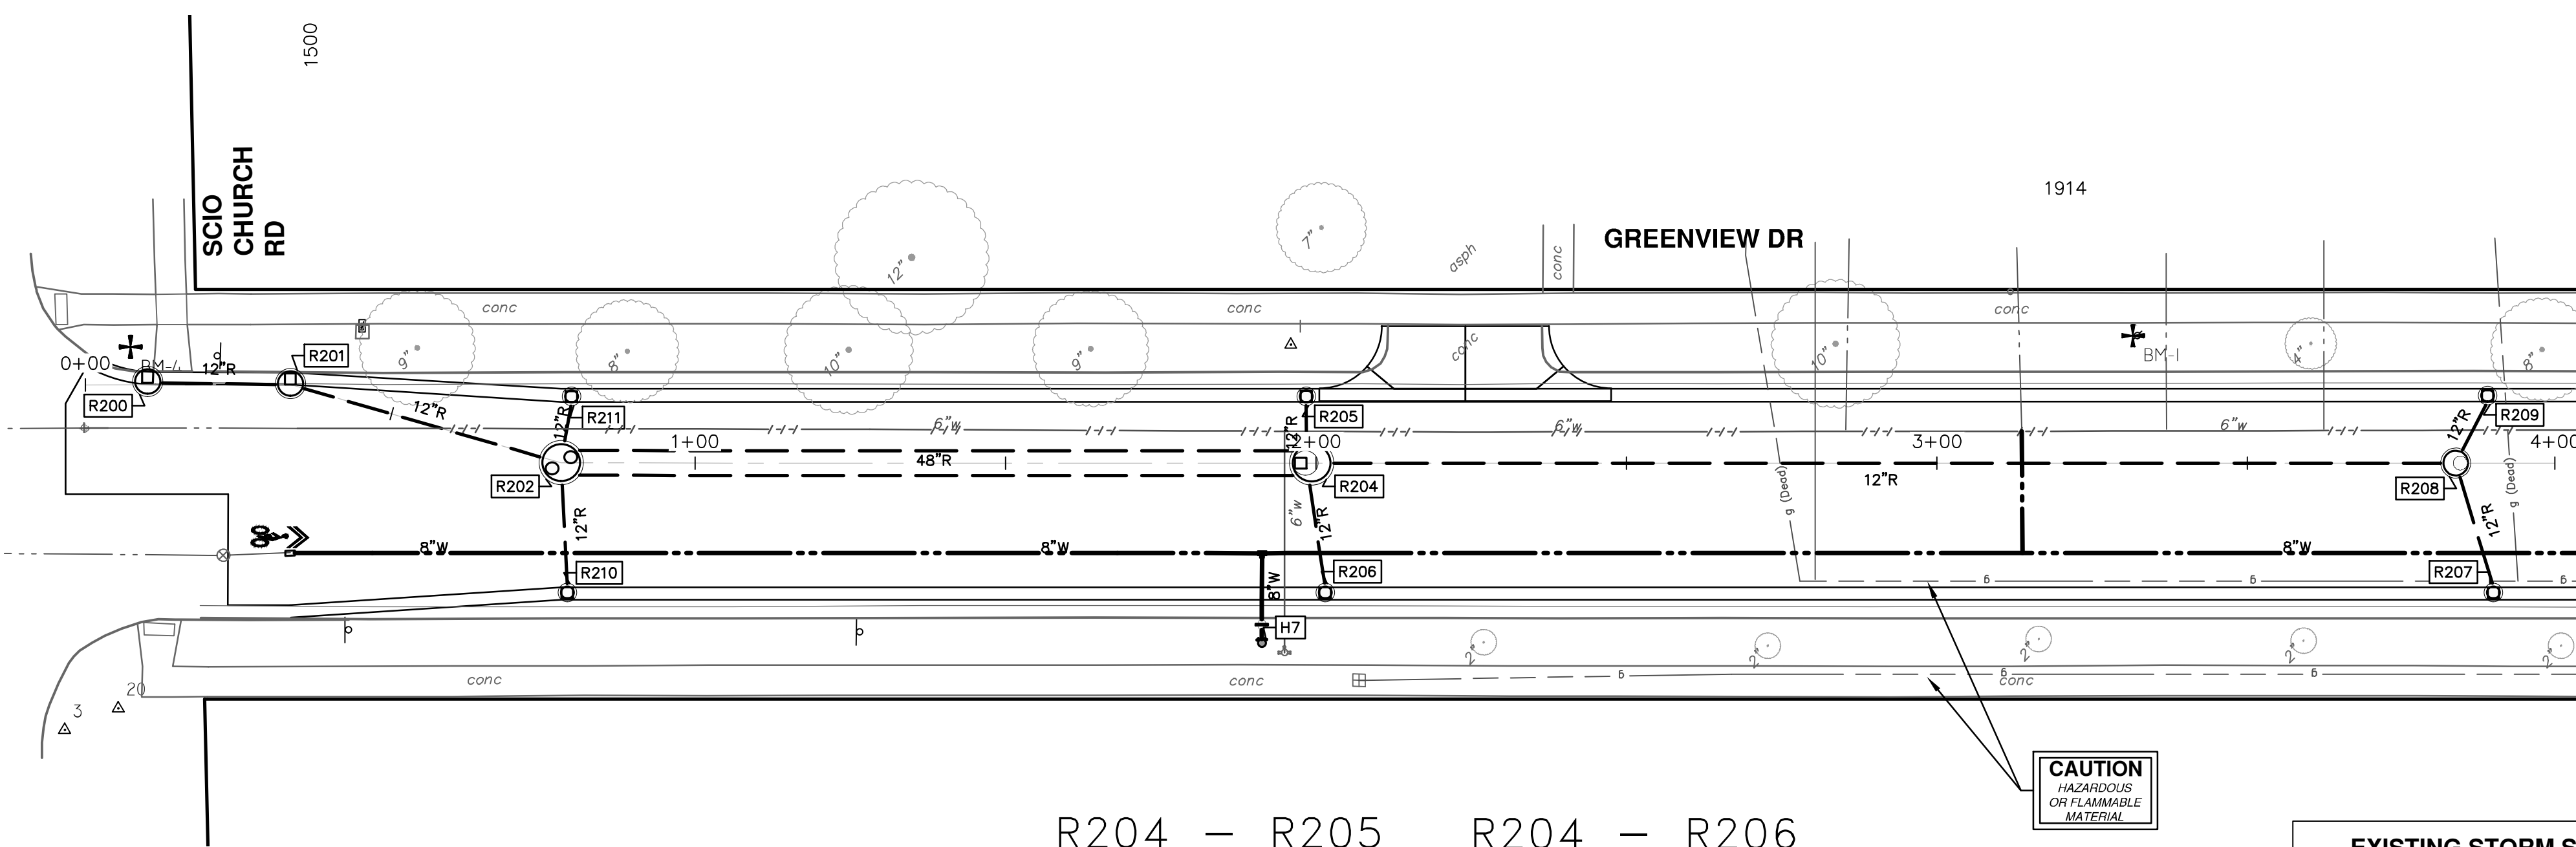 1500
SCIO
CHURCH
RD
1914
GREENVIEW DR
7"
12"
asph
conc
conc
conc
conc
conc
9"
8"
10"
9"
10"
4"
8"
BM-1
0+00
12"R
R201
R200
12"R
12"R
R211
6"w
R205
12"R
6"w
6"w
12"R
R209
1+00
3+00
48"R
R202
R204
12"R
R208
g (Dead)
g (Dead)
12"R
6"w
12"R
12"R
8"W
8"W
8"W
R210
R206
R207
8"W
H7
g
g
g
2"
2"
2"
2"
2"
conc
conc
conc
g
g
g
20
3
CAUTION
HAZARDOUS
OR FLAMMABLE
MATERIAL
R204 - R205
R204 - R206